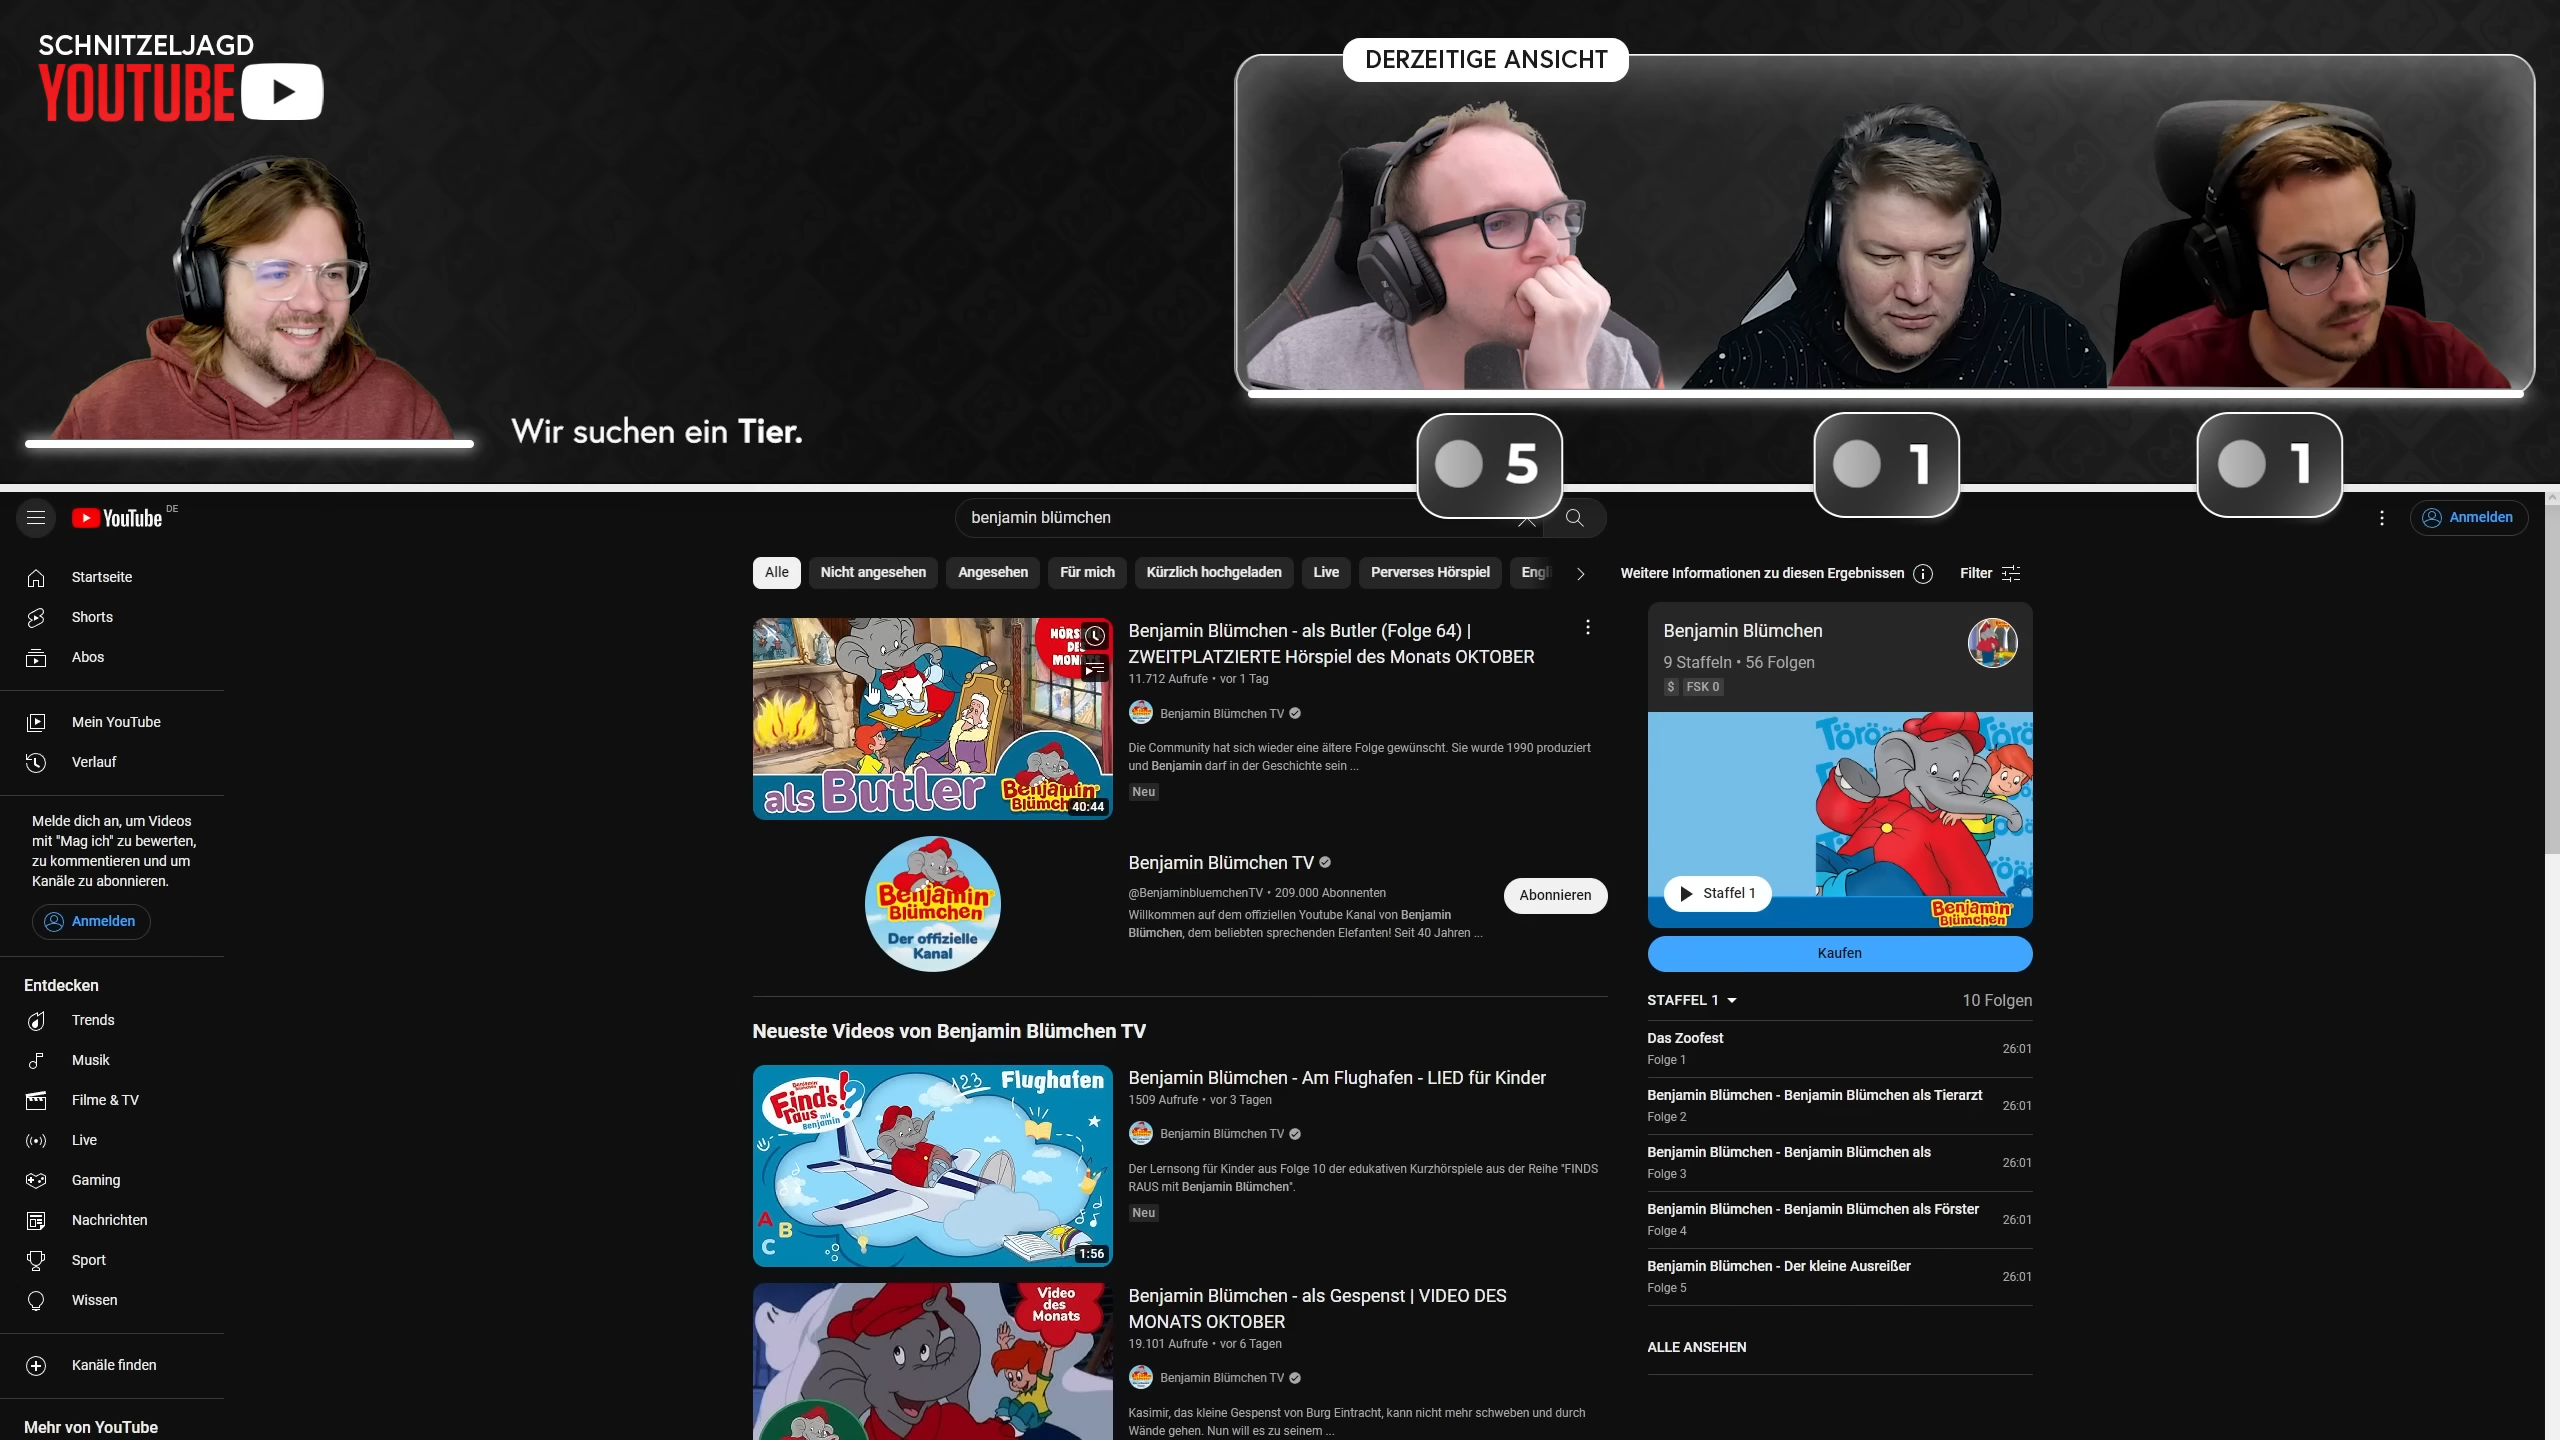 SCHNITZELJAGD
YOUTUBE
DERZEITIGE ANSICHT
Wir suchen ein Tier.
5
1
1
YouTube DE
benjamin blümchen
Anmelden
Startseite
Shorts
Abos
Mein YouTube
Verlauf
Melde dich an, um Videos
mit "Mag ich" zu bewerten,
zu kommentieren und um
Kanäle zu abonnieren.
Anmelden
Entdecken
Trends
Musik
Filme & TV
Live
Gaming
Nachrichten
Sport
Wissen
Kanäle finden
Mehr von YouTube
Alle
Nicht angesehen
Angesehen
Für mich
Kürzlich hochgeladen
Live
Perverses Hörspiel
Engl
Weitere Informationen zu diesen Ergebnissen
Filter
als Butler
Benjamin
40:44
Benjamin Blümchen - als Butler (Folge 64) |
ZWEITPLATZIERTE Hörspiel des Monats OKTOBER
11.712 Aufrufe • vor 1 Tag
Benjamin Blümchen TV
Die Community hat sich wieder eine ältere Folge gewünscht. Sie wurde 1990 produziert
und Benjamin darf in der Geschichte sein ...
Neu
Benjamin
Blümchen
Der offizielle
Kanal
Benjamin Blümchen TV
@BenjaminbluemchenTV • 209.000 Abonnenten
Willkommen auf dem offiziellen Youtube Kanal von Benjamin
Blümchen, dem beliebten sprechenden Elefanten! Seit 40 Jahren ...
Abonnieren
Neueste Videos von Benjamin Blümchen TV
Find's
raus mit
Benjamin
123
Flughafen
A
B
C
1:56
Benjamin Blümchen - Am Flughafen - LIED für Kinder
1509 Aufrufe • vor 3 Tagen
Benjamin Blümchen TV
Der Lernsong für Kinder aus Folge 10 der edukativen Kurzhörspiele aus der Reihe "FINDS
RAUS mit Benjamin Blümchen".
Neu
Video
des
Monats
Benjamin Blümchen - als Gespenst | VIDEO DES
MONATS OKTOBER
19.101 Aufrufe • vor 6 Tagen
Benjamin Blümchen TV
Kasimir, das kleine Gespenst von Burg Eintracht, kann nicht mehr schweben und durch
Wände gehen. Nun will es zu seinem ...
Benjamin Blümchen
9 Staffeln • 56 Folgen
$ FSK 0
Törö
Staffel 1
Benjamin
Blümchen
Kaufen
STAFFEL 1
10 Folgen
Das Zoofest
Folge 1
26:01
Benjamin Blümchen - Benjamin Blümchen als Tierarzt
Folge 2
26:01
Benjamin Blümchen - Benjamin Blümchen als
Folge 3
26:01
Benjamin Blümchen - Benjamin Blümchen als Förster
Folge 4
26:01
Benjamin Blümchen - Der kleine Ausreißer
Folge 5
26:01
ALLE ANSEHEN